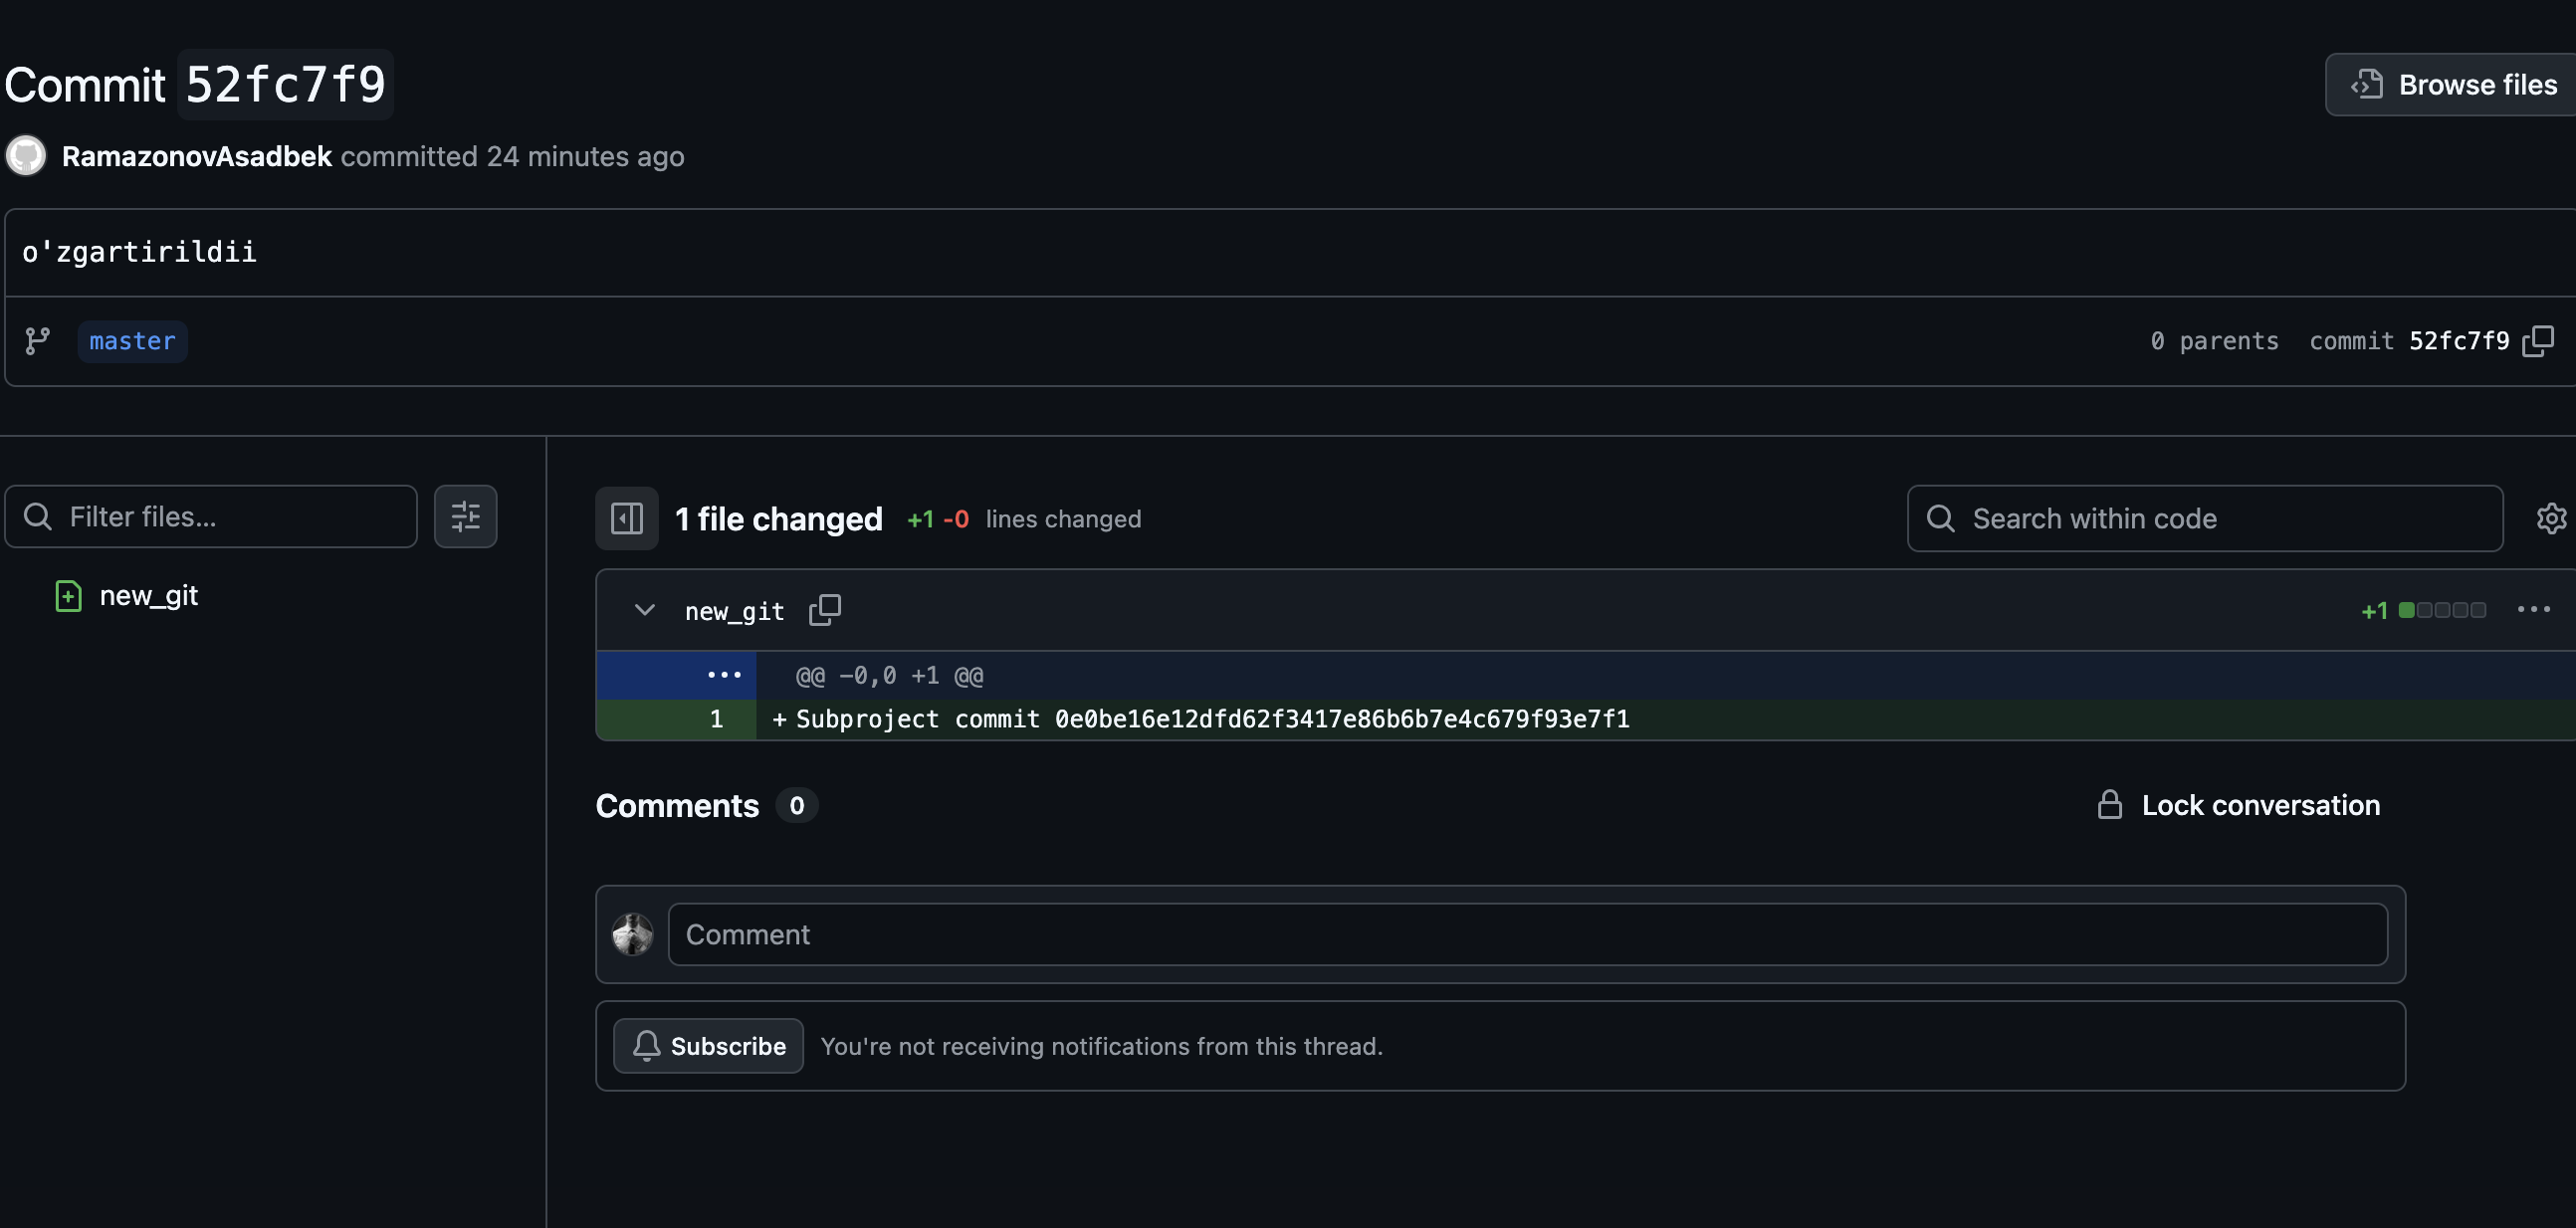 Commit 52fc7f9
Browse files
RamazonovAsadbek committed 24 minutes ago
o'zgartirildii
master
0 parents commit 52fc7f9
Filter files...
1 file changed +1 -0 lines changed
Search within code
new_git
new_git
+1
@@ -0,0 +1 @@
1 + Subproject commit 0e0be16e12dfd62f3417e86b6b7e4c679f93e7f1
Comments 0
Lock conversation
Comment
Subscribe You're not receiving notifications from this thread.